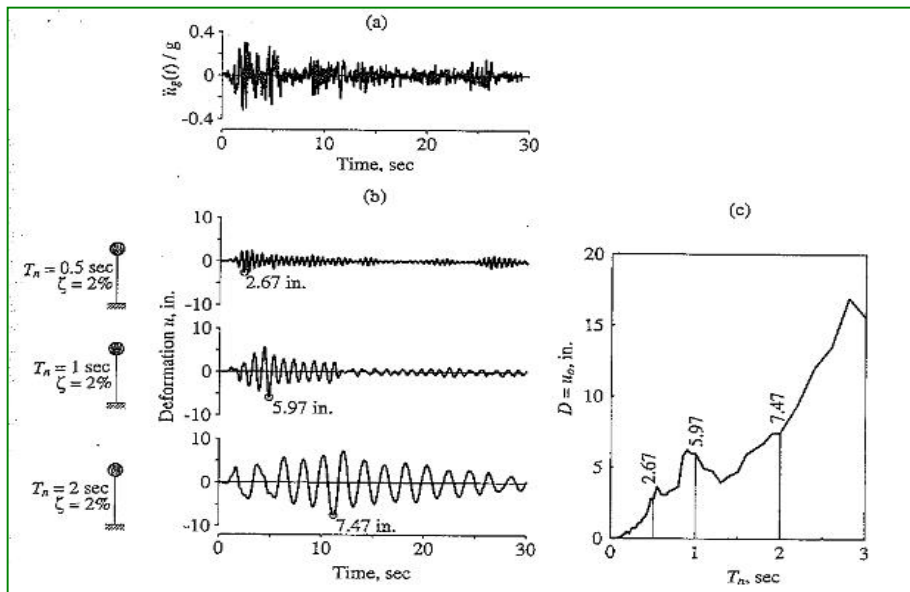 (a)
0.4
0
-0.4
üg(t) / g
0 10 20 30
Time, sec
(b)
10
0
-10
2.67 in.
10
0
-10
5.97 in.
10
0
-10
7.47 in.
Deformation u, in.
0 10 20 30
Time, sec
Tn = 0.5 sec
ζ = 2%
Tn = 1 sec
ζ = 2%
Tn = 2 sec
ζ = 2%
(c)
20
15
10
5
0
D = uo, in.
2.67
5.97
7.47
0 1 2 3
Tn, sec